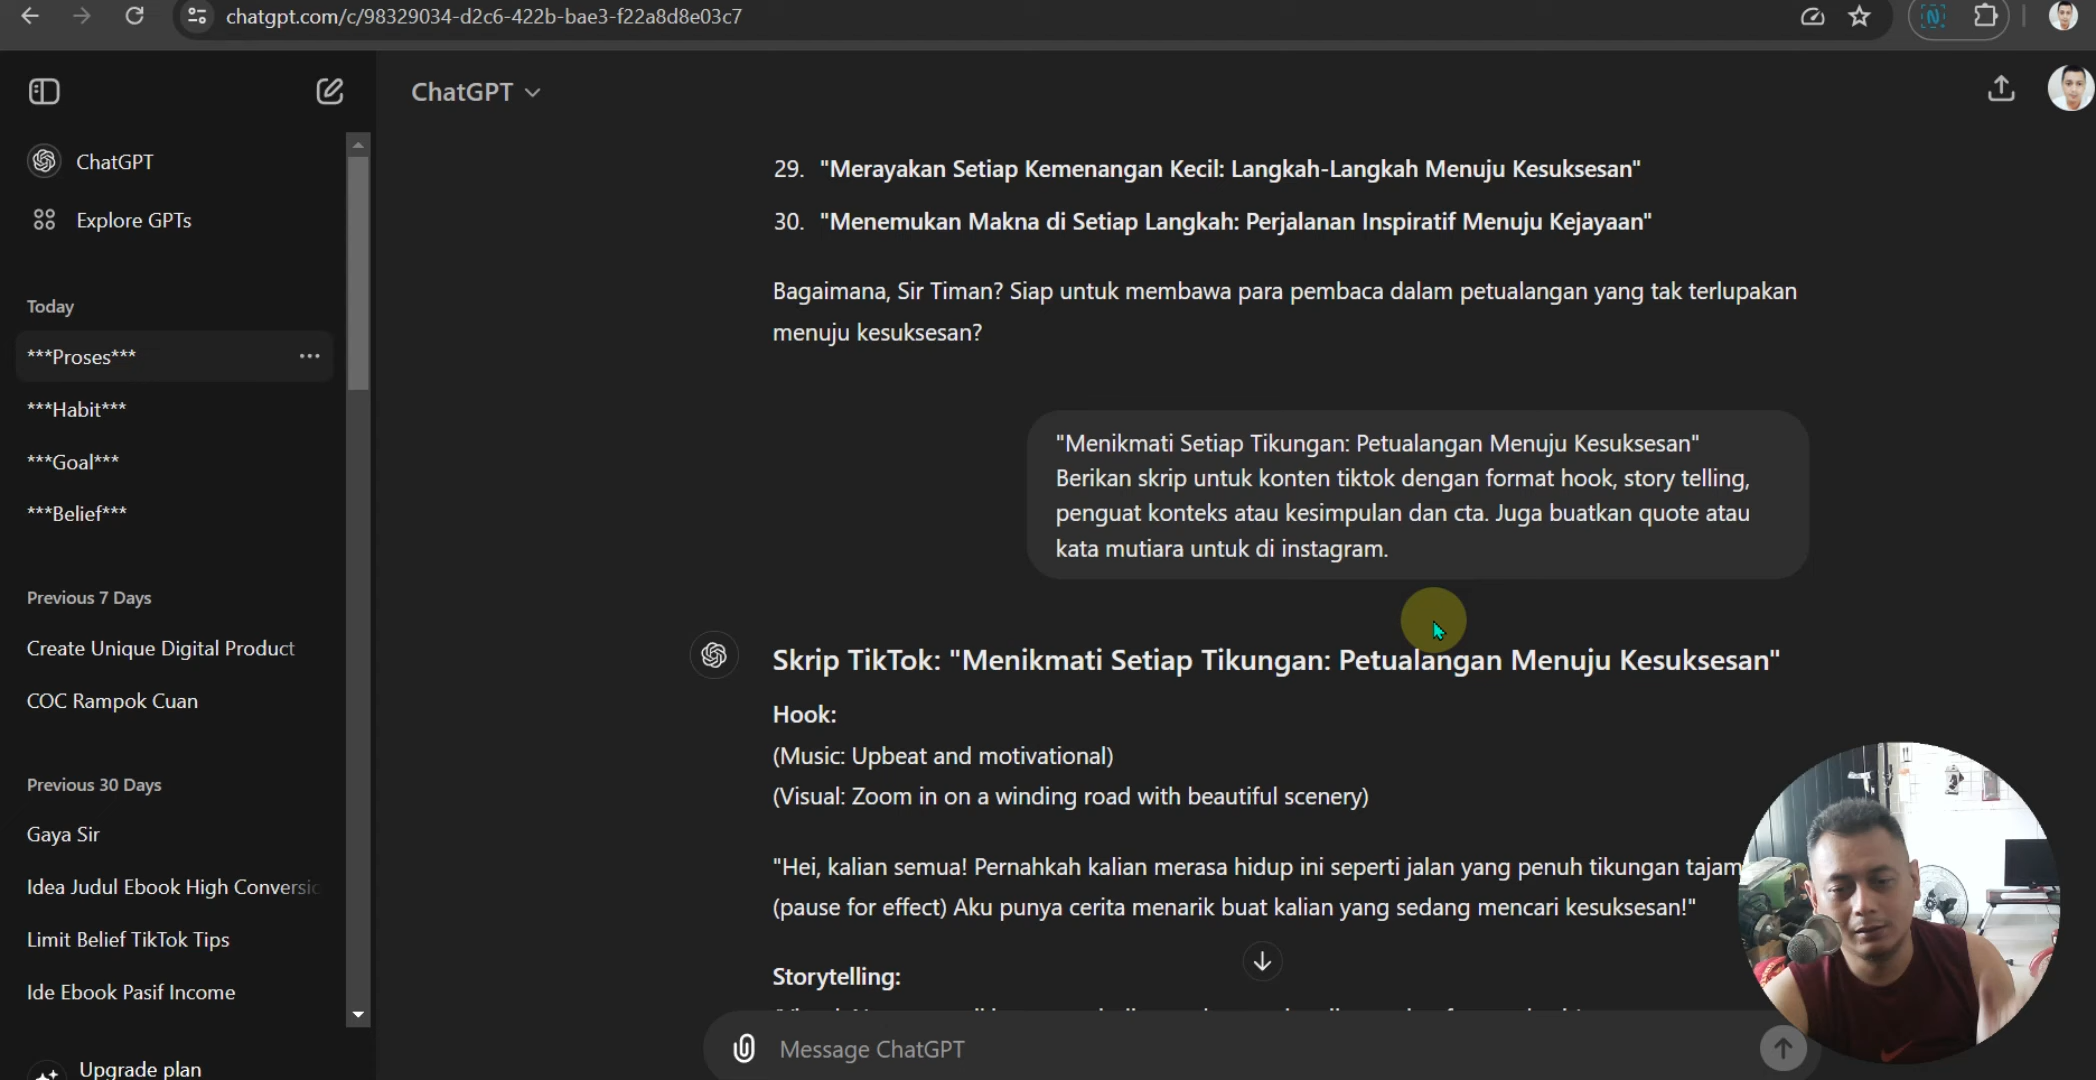 chatgpt.com/c/98329034-d2c6-422b-bae3-f22a8d8e03c7
ChatGPT
Explore GPTs
Today
***Proses***
***Habit***
***Goal***
***Belief***
Previous 7 Days
Create Unique Digital Product
COC Rampok Cuan
Previous 30 Days
Gaya Sir
Idea Judul Ebook High Conversic
Limit Belief TikTok Tips
Ide Ebook Pasif Income
Upgrade plan
ChatGPT
29. "Merayakan Setiap Kemenangan Kecil: Langkah-Langkah Menuju Kesuksesan"
30. "Menemukan Makna di Setiap Langkah: Perjalanan Inspiratif Menuju Kejayaan"
Bagaimana, Sir Timan? Siap untuk membawa para pembaca dalam petualangan yang tak terlupakan
menuju kesuksesan?
"Menikmati Setiap Tikungan: Petualangan Menuju Kesuksesan"
Berikan skrip untuk konten tiktok dengan format hook, story telling,
penguat konteks atau kesimpulan dan cta. Juga buatkan quote atau
kata mutiara untuk di instagram.
Skrip TikTok: "Menikmati Setiap Tikungan: Petualangan Menuju Kesuksesan"
Hook:
(Music: Upbeat and motivational)
(Visual: Zoom in on a winding road with beautiful scenery)
"Hei, kalian semua! Pernahkah kalian merasa hidup ini seperti jalan yang penuh tikungan tajam
(pause for effect) Aku punya cerita menarik buat kalian yang sedang mencari kesuksesan!"
Storytelling:
Message ChatGPT